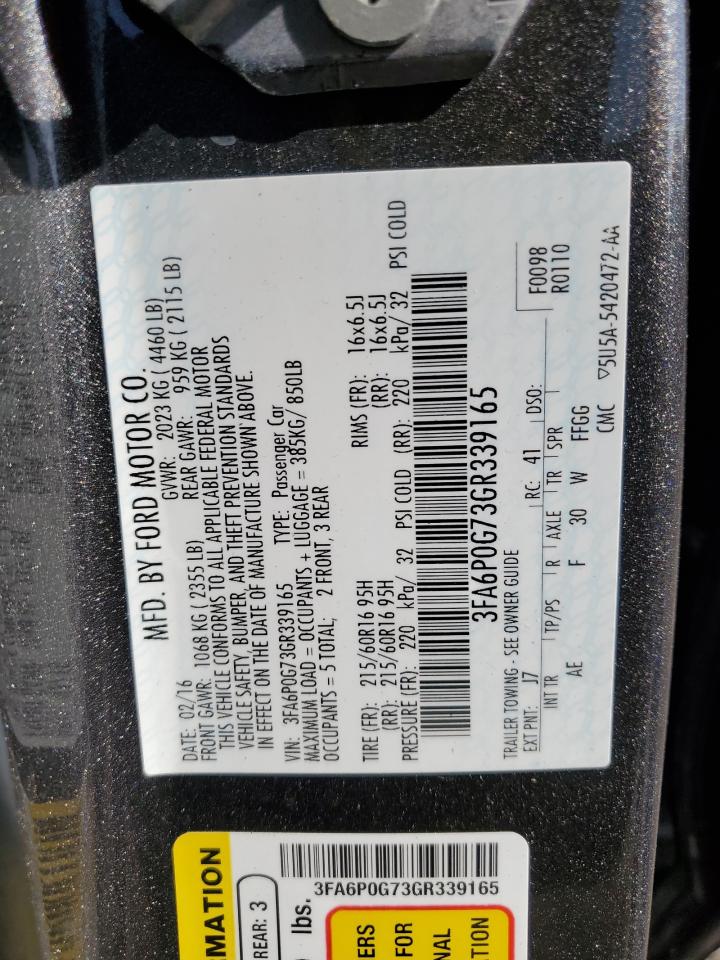 MFD. BY FORD MOTOR CO.
DATE: 02/16 GVWR: 2023 KG ( 4460 LB)
FRONT GAWR: 1068 KG ( 2355 LB) REAR GAWR: 959 KG ( 2115 LB)
THIS VEHICLE CONFORMS TO ALL APPLICABLE FEDERAL MOTOR
VEHICLE SAFETY, BUMPER, AND THEFT PREVENTION STANDARDS
IN EFFECT ON THE DATE OF MANUFACTURE SHOWN ABOVE.
VIN: 3FA6P0G73GR339165 TYPE: Passenger Car
MAXIMUM LOAD = OCCUPANTS + LUGGAGE = 385KG/ 850LB
OCCUPANTS = 5 TOTAL; 2 FRONT, 3 REAR
TIRE (FR): 215/60R16 95H RIMS (FR): 16x6.5J
(RR): 215/60R16 95H (RR): 16x6.5J
PRESSURE (FR): 220 kPa/ 32 PSI COLD (RR): 220 kPa/ 32 PSI COLD
3FA6P0G73GR339165
TRAILER TOWING - SEE OWNER GUIDE
F0098
R0110
EXT PNT: J7 RC: 41 DSO:
INT TR TP/PS R AXLE TR SPR
AE F 30 W FFGG
CMC ▽5U5A-5420472-AA
RMATION
REAR: 3
lbs.
3FA6P0G73GR339165
ERS
FOR
NAL
TION